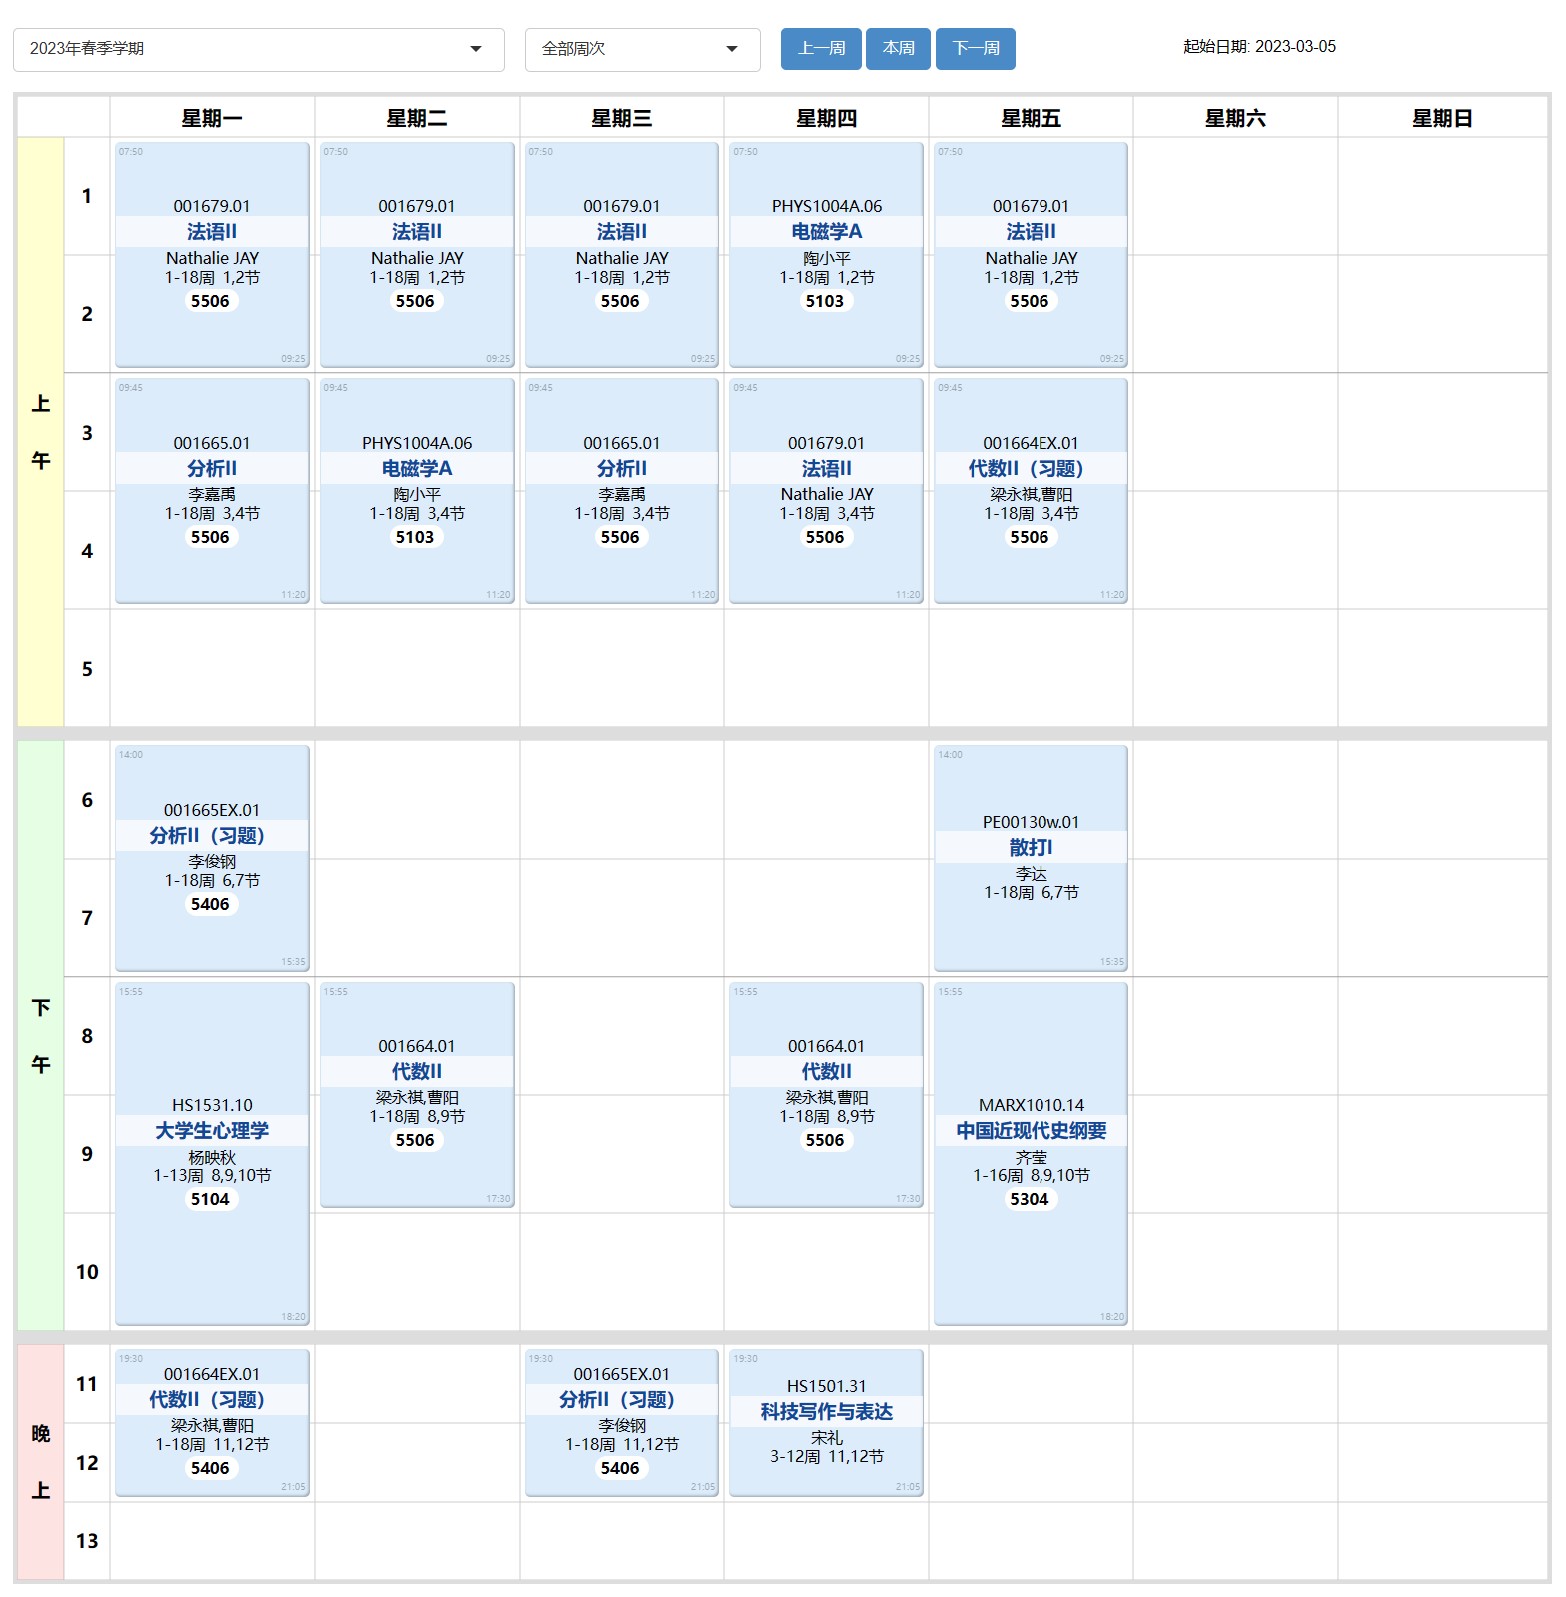 2023年春季学期
全部周次
上一周 本周 下一周
起始日期: 2023-03-05
星期一 星期二 星期三 星期四 星期五 星期六 星期日
上午
1
2
07:50
001679.01
法语II
Nathalie JAY
1-18周 1,2节
5506
09:25
07:50
001679.01
法语II
Nathalie JAY
1-18周 1,2节
5506
09:25
07:50
001679.01
法语II
Nathalie JAY
1-18周 1,2节
5506
09:25
07:50
PHYS1004A.06
电磁学A
陶小平
1-18周 1,2节
5103
09:25
07:50
001679.01
法语II
Nathalie JAY
1-18周 1,2节
5506
09:25
3
4
09:45
001665.01
分析II
李嘉禹
1-18周 3,4节
5506
11:20
09:45
PHYS1004A.06
电磁学A
陶小平
1-18周 3,4节
5103
11:20
09:45
001665.01
分析II
李嘉禹
1-18周 3,4节
5506
11:20
09:45
001679.01
法语II
Nathalie JAY
1-18周 3,4节
5506
11:20
09:45
001664EX.01
代数II（习题）
梁永祺,曹阳
1-18周 3,4节
5506
11:20
5
下午
6
7
14:00
001665EX.01
分析II（习题）
李俊钢
1-18周 6,7节
5406
15:35
14:00
PE00130w.01
散打I
李达
1-18周 6,7节
15:35
8
9
10
15:55
HS1531.10
大学生心理学
杨映秋
1-13周 8,9,10节
5104
18:20
15:55
001664.01
代数II
梁永祺,曹阳
1-18周 8,9节
5506
17:30
15:55
001664.01
代数II
梁永祺,曹阳
1-18周 8,9节
5506
17:30
15:55
MARX1010.14
中国近现代史纲要
齐莹
1-16周 8,9,10节
5304
18:20
晚上
11
12
19:30
001664EX.01
代数II（习题）
梁永祺,曹阳
1-18周 11,12节
5406
21:05
19:30
001665EX.01
分析II（习题）
李俊钢
1-18周 11,12节
5406
21:05
19:30
HS1501.31
科技写作与表达
宋礼
3-12周 11,12节
21:05
13